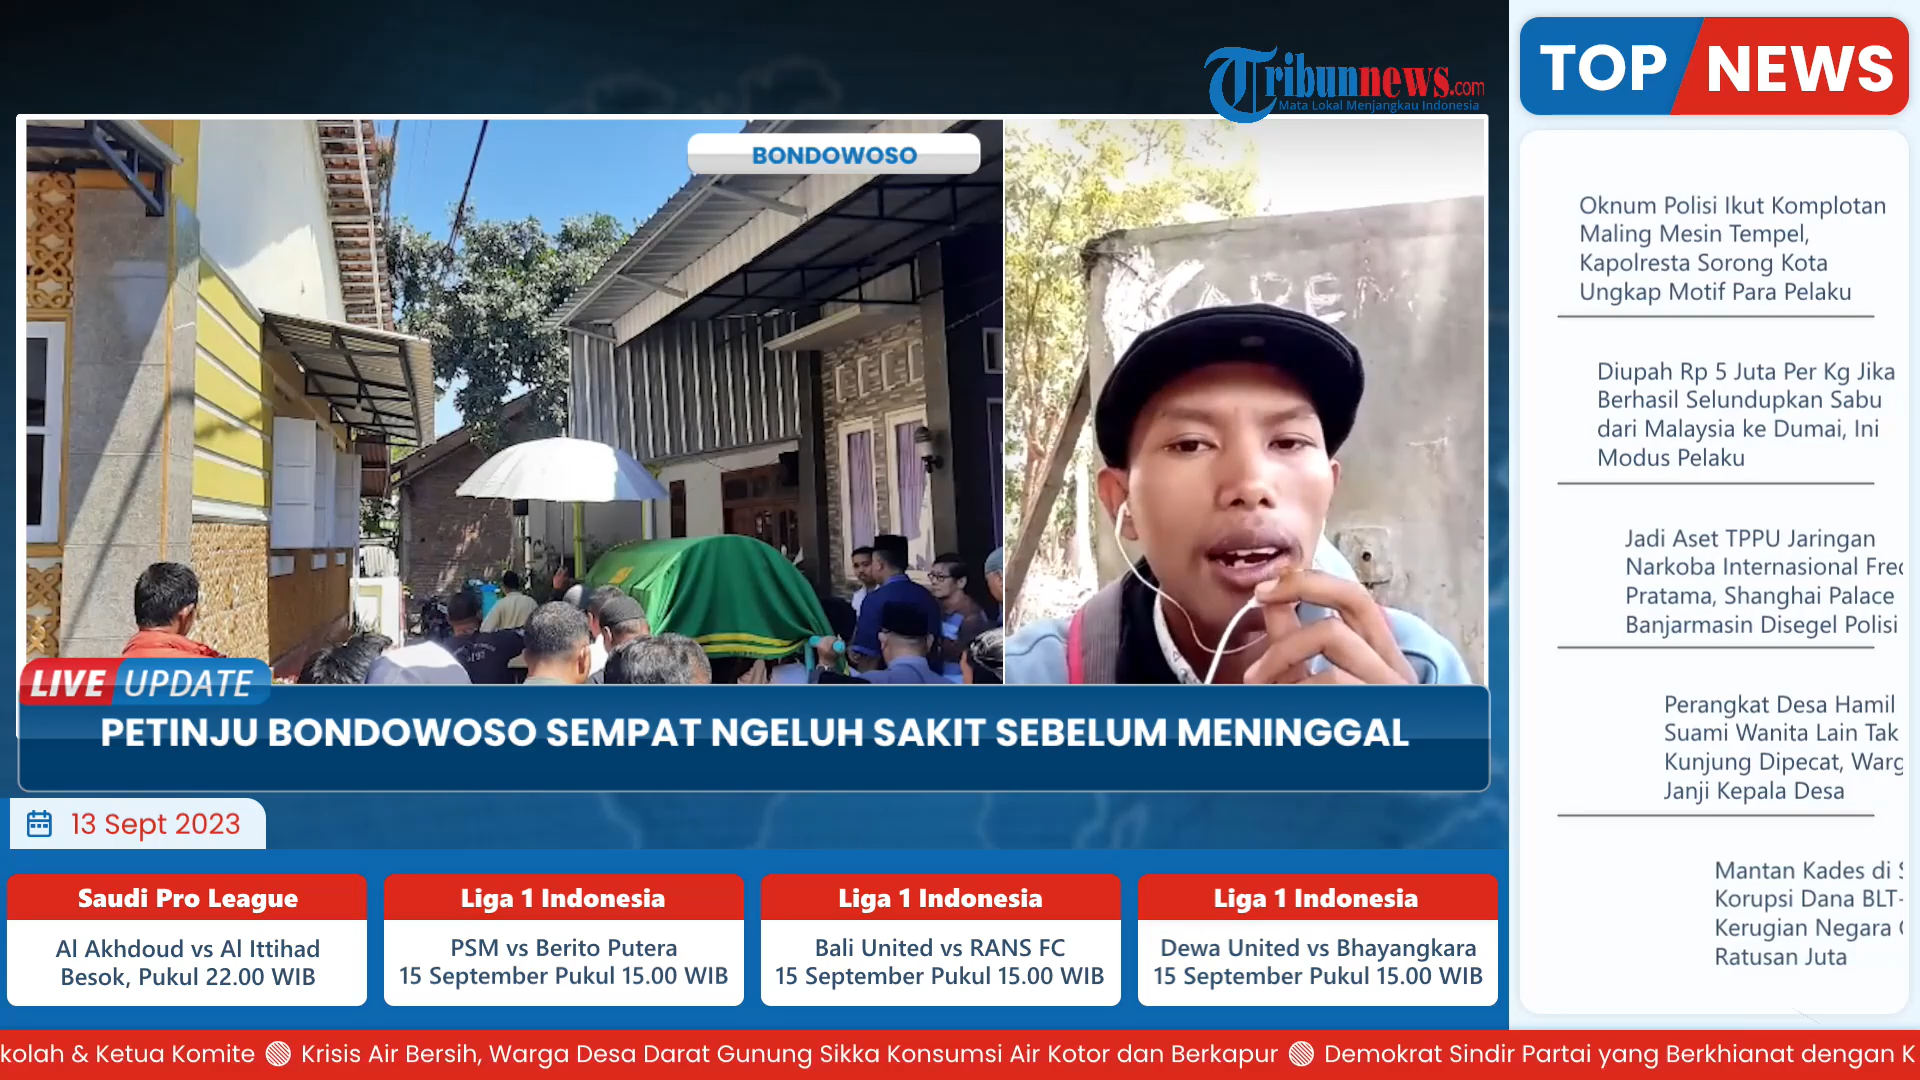 Tribunnews.com
Mata Lokal Menjangkau Indonesia
TOP NEWS
BONDOWOSO
LIVE UPDATE
PETINJU BONDOWOSO SEMPAT NGELUH SAKIT SEBELUM MENINGGAL
13 Sept 2023
Oknum Polisi Ikut Komplotan
Maling Mesin Tempel,
Kapolresta Sorong Kota
Ungkap Motif Para Pelaku
Diupah Rp 5 Juta Per Kg Jika
Berhasil Selundupkan Sabu
dari Malaysia ke Dumai, Ini
Modus Pelaku
Jadi Aset TPPU Jaringan
Narkoba Internasional
Pratama, Shanghai Palace
Banjarmasin Disegel Polisi
Perangkat Desa Hamil
Suami Wanita Lain Tak
Kunjung Dipecat,
Janji Kepala Desa
Mantan Kades di
Korupsi Dana BLT-
Kerugian Negara
Ratusan Juta
Saudi Pro League
Al Akhdoud vs Al Ittihad
Besok, Pukul 22.00 WIB
Liga 1 Indonesia
PSM vs Berito Putera
15 September Pukul 15.00 WIB
Liga 1 Indonesia
Bali United vs RANS FC
15 September Pukul 15.00 WIB
Liga 1 Indonesia
Dewa United vs Bhayangkara
15 September Pukul 15.00 WIB
kolah & Ketua Komite Krisis Air Bersih, Warga Desa Darat Gunung Sikka Konsumsi Air Kotor dan Berkapur Demokrat Sindir Partai yang Berkhianat dengan K